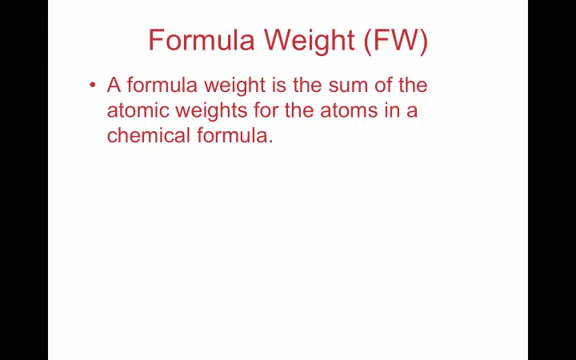 Formula Weight (FW)
• A formula weight is the sum of the
atomic weights for the atoms in a
chemical formula.